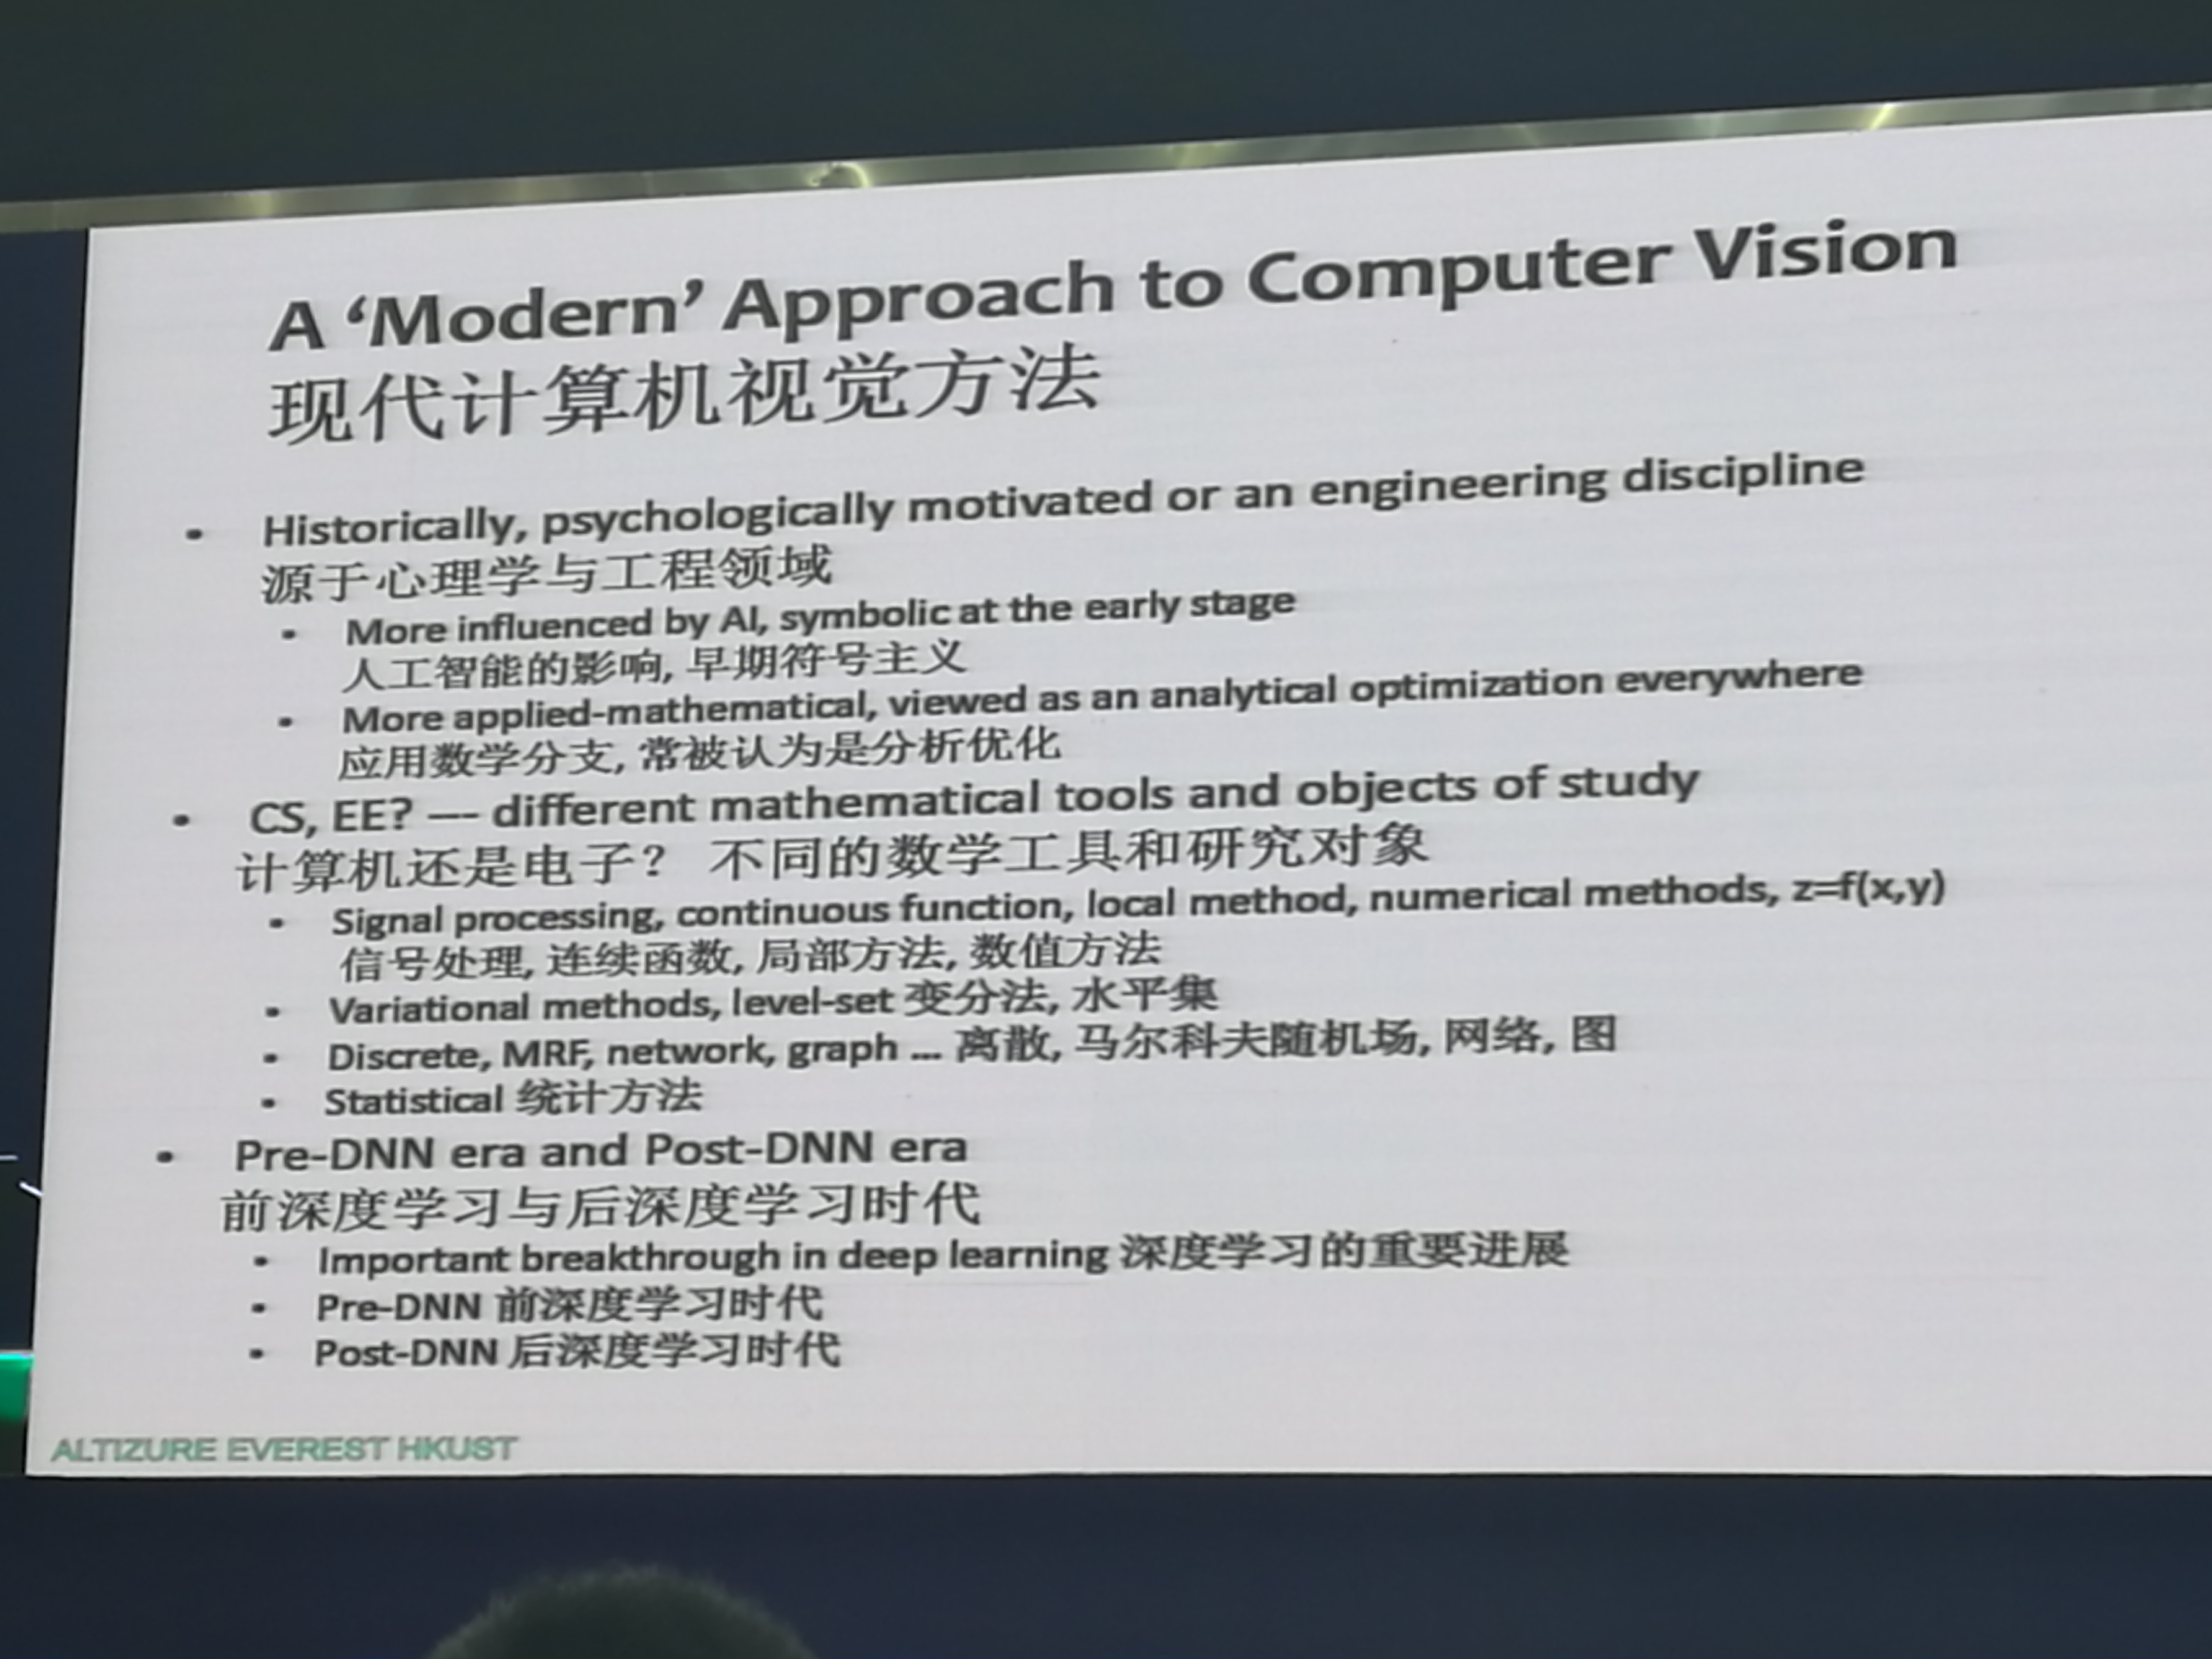 A ‘Modern’ Approach to Computer Vision
现代计算机视觉方法
• Historically, psychologically motivated or an engineering discipline
源于心理学与工程领域
• More influenced by AI, symbolic at the early stage
人工智能的影响, 早期符号主义
• More applied-mathematical, viewed as an analytical optimization everywhere
应用数学分支, 常被认为是分析优化
• CS, EE? — different mathematical tools and objects of study
计算机还是电子？ 不同的数学工具和研究对象
• Signal processing, continuous function, local method, numerical methods, z=f(x,y)
信号处理, 连续函数, 局部方法, 数值方法
• Variational methods, level-set 变分法, 水平集
• Discrete, MRF, network, graph ... 离散, 马尔科夫随机场, 网络, 图
• Statistical 统计方法
• Pre-DNN era and Post-DNN era
前深度学习与后深度学习时代
• Important breakthrough in deep learning 深度学习的重要进展
• Pre-DNN 前深度学习时代
• Post-DNN 后深度学习时代
ALTIZURE EVEREST HKUST